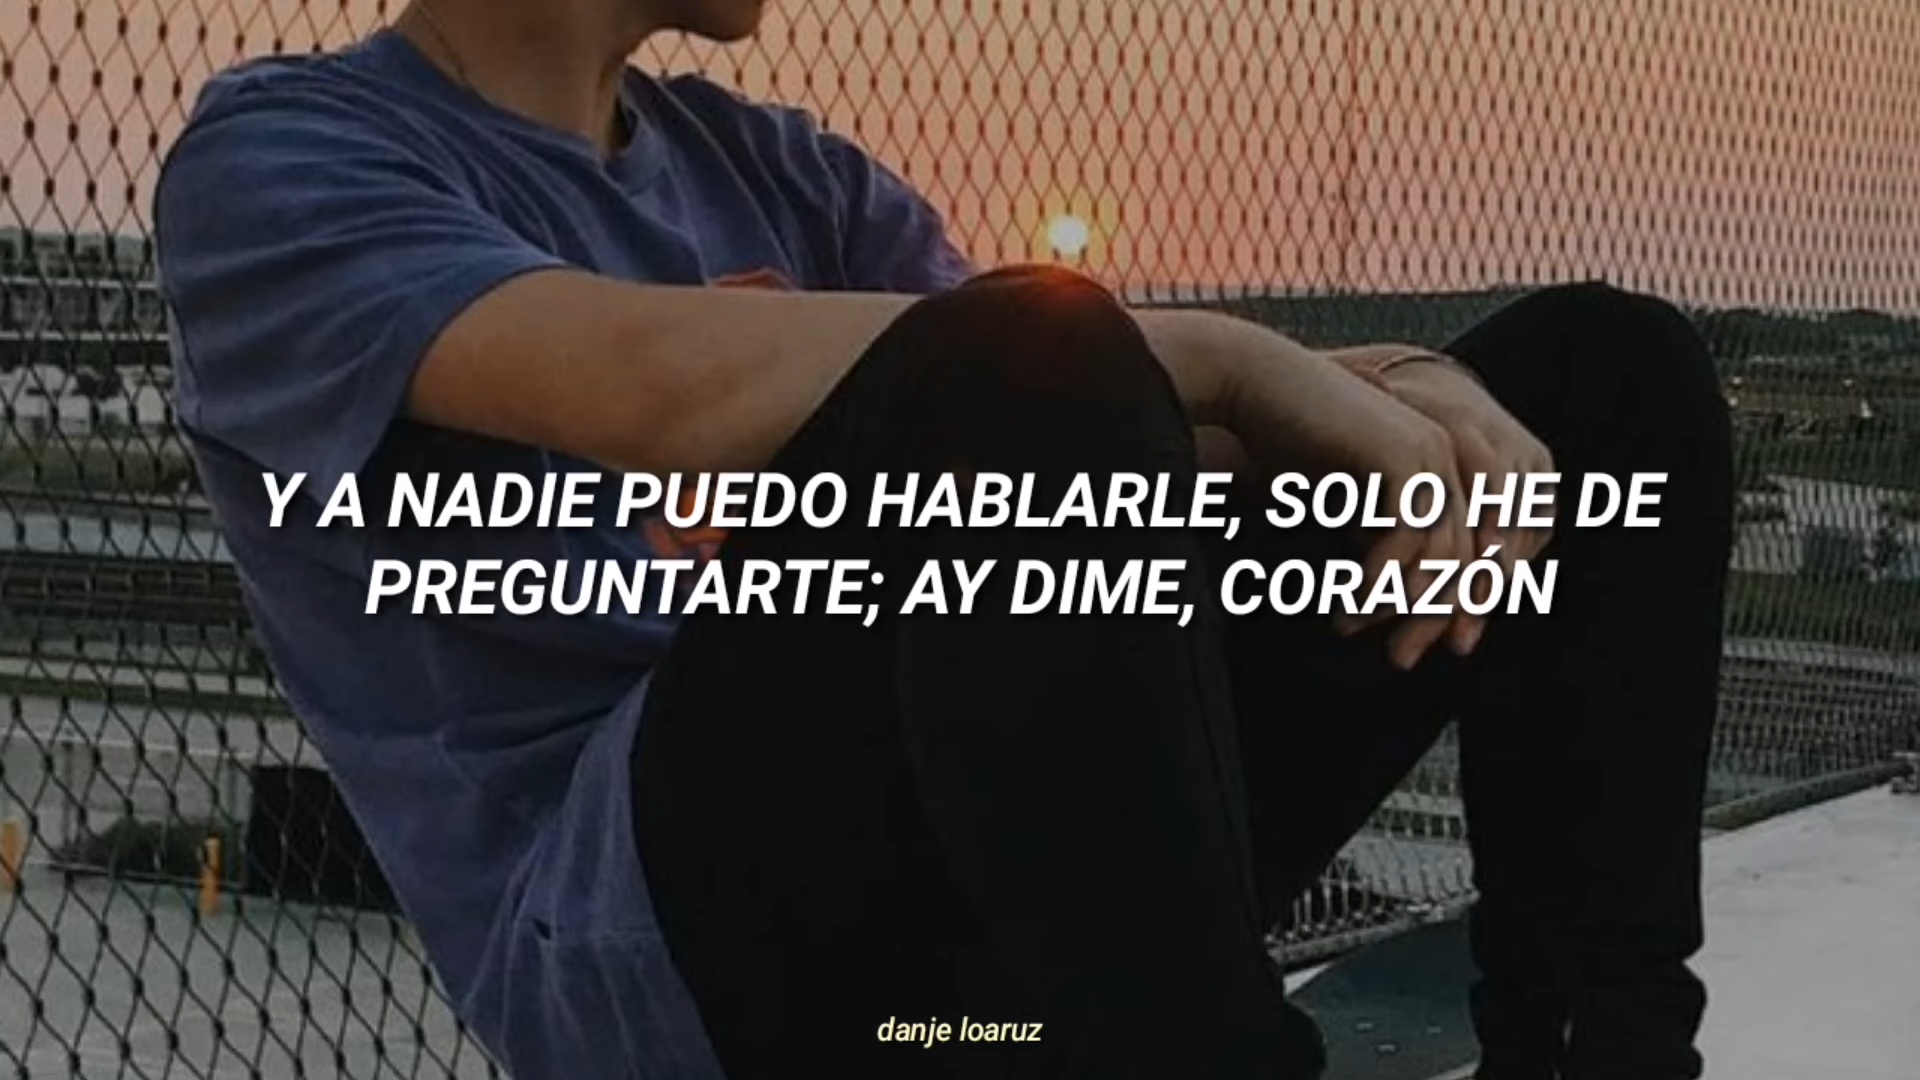 Y A NADIE PUEDO HABLARLE, SOLO HE DE
PREGUNTARTE; AY DIME, CORAZÓN
danje loaruz